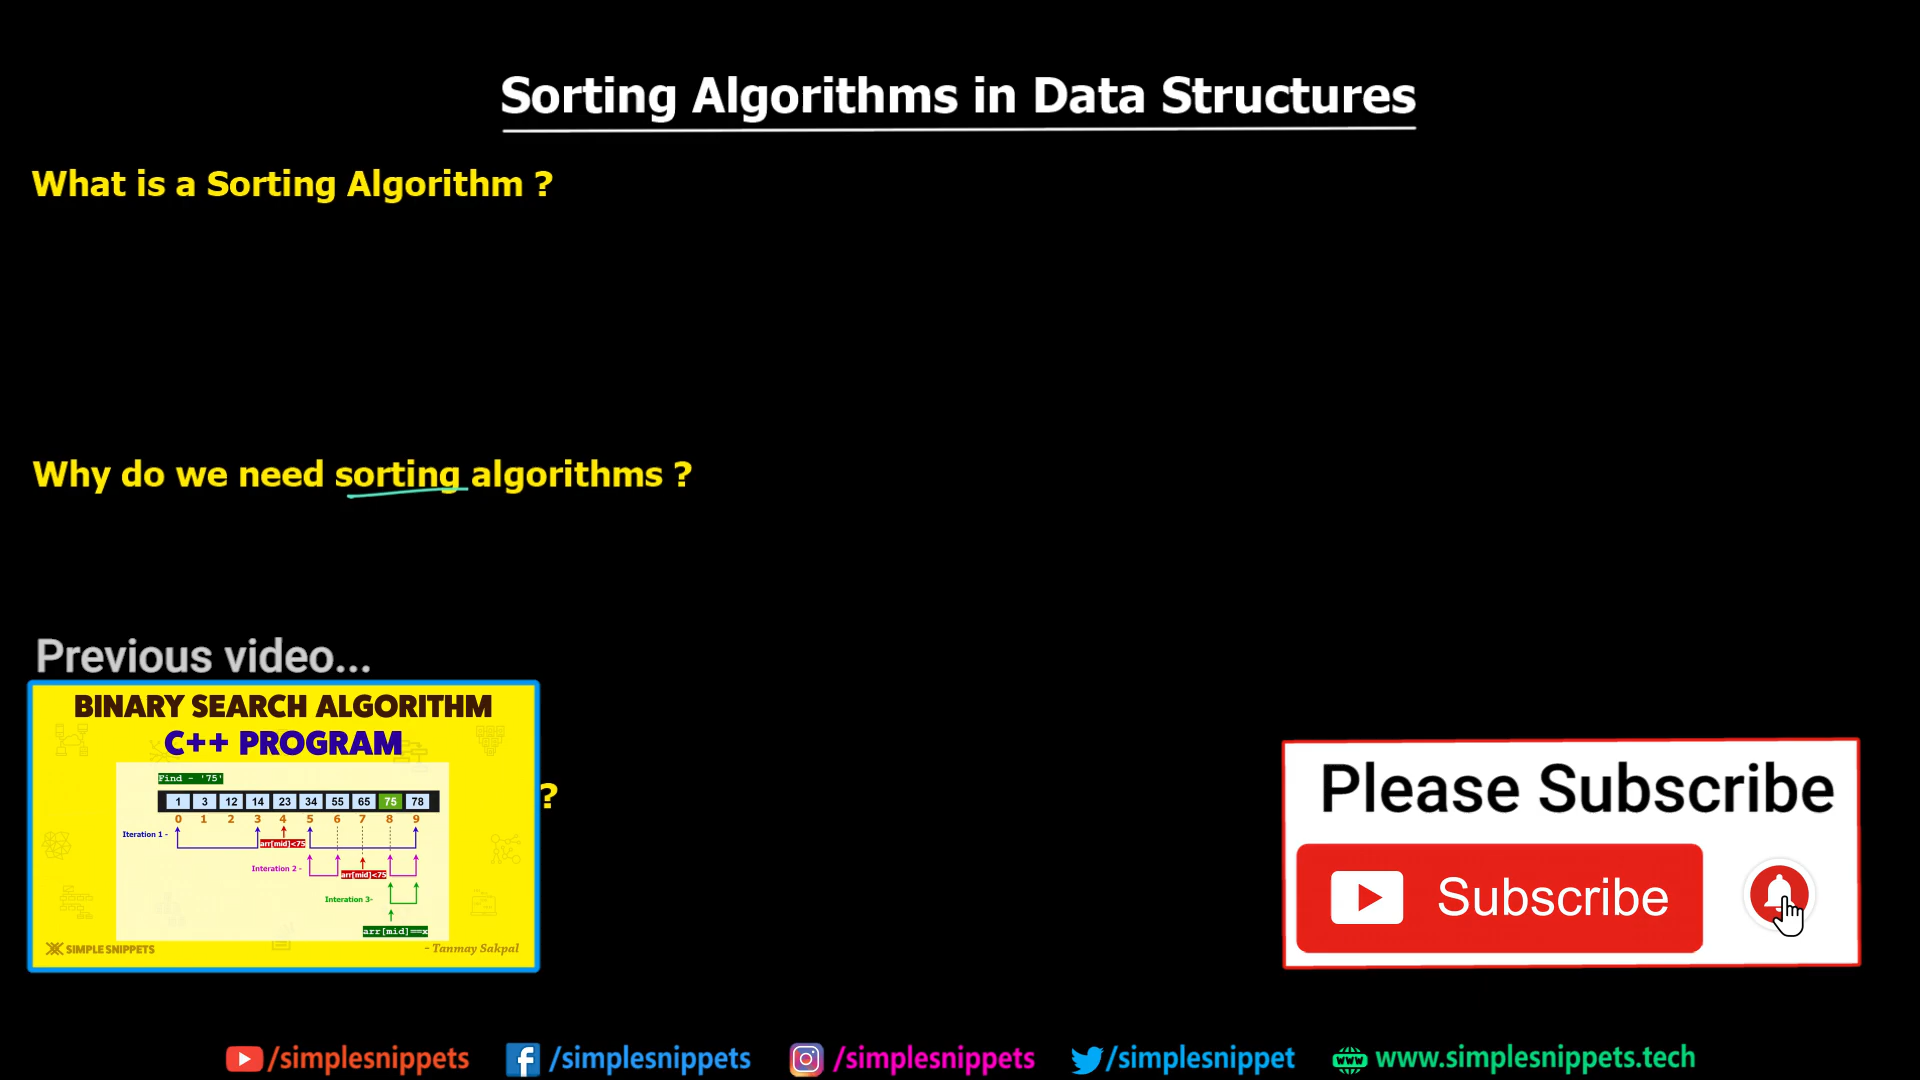 Sorting Algorithms in Data Structures
What is a Sorting Algorithm ?
Why do we need sorting algorithms ?
Previous video...
BINARY SEARCH ALGORITHM
C++ PROGRAM
Find - '75'
1 3 12 14 23 34 55 65 75 78
0 1 2 3 4 5 6 7 8 9
Iteration 1 -
arr[mid]<75
Interation 2 -
arr[mid]<75
Interation 3-
arr[mid]==x
SIMPLE SNIPPETS
- Tanmay Sakpal
?
Please Subscribe
Subscribe
/simplesnippets /simplesnippets /simplesnippets /simplesnippet www.simplesnippets.tech